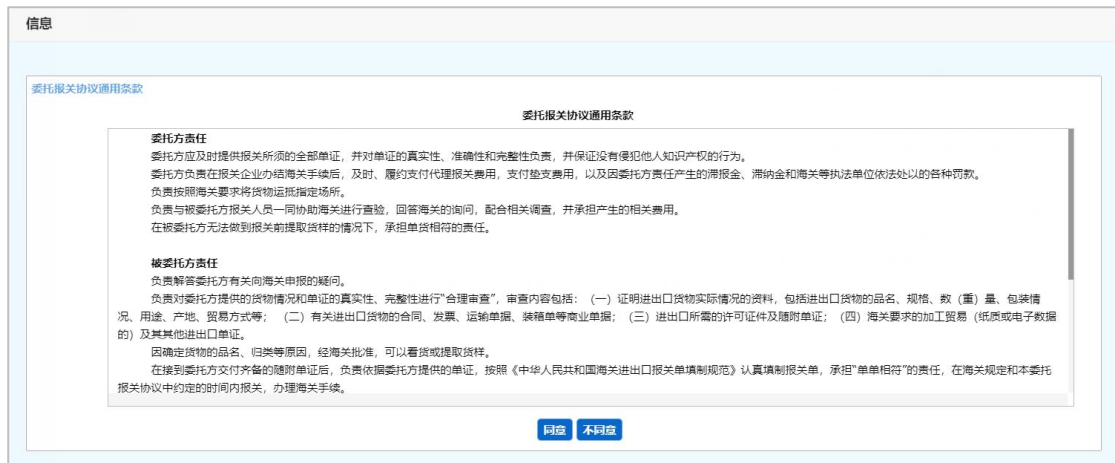 信息
委托报关协议通用条款
委托报关协议通用条款
委托方责任
委托方应及时提供报关所须的全部单证，并对单证的真实性、准确性和完整性负责，并保证没有侵犯他人知识产权的行为。
委托方负责在报关企业办结海关手续后，及时、履约支付代理报关费用，支付垫支费用，以及因委托方责任产生的滞报金、滞纳金和海关等执法单位依法处以的各种罚款。
负责按照海关要求将货物运抵指定场所。
负责与被委托方报关人员一同协助海关进行查验，回答海关的询问，配合相关调查，并承担产生的相关费用。
在被委托方无法做到报关前提取货样的情况下，承担单货相符的责任。
被委托方责任
负责解答委托方有关向海关申报的疑问。
负责对委托方提供的货物情况和单证的真实性、完整性进行“合理审查”，审查内容包括：（一）证明进出口货物实际情况的资料，包括进出口货物的品名、规格、数（重）量、包装情
况、用途、产地、贸易方式等；（二）有关进出口货物的合同、发票、运输单据、装箱单等商业单据；（三）进出口所需的许可证件及随附单证；（四）海关要求的加工贸易（纸质或电子数据
的）及其其他进出口单证。
因确定货物的品名、归类等原因，经海关批准，可以看货或提取货样。
在接到委托方交付齐备的随附单证后，负责依据委托方提供的单证，按照《中华人民共和国海关进出口报关单填制规范》认真填制报关单，承担“单单相符”的责任，在海关规定和本委托
报关协议中约定的时间内报关，办理海关手续。
同意 不同意